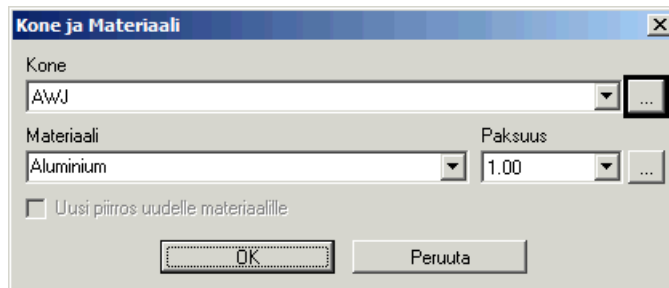 Kone ja Materiaali
Kone
AWJ
...
Materiaali
Paksuus
Aluminium
1.00
...
Uusi piirros uudelle materiaalille
OK
Peruuta